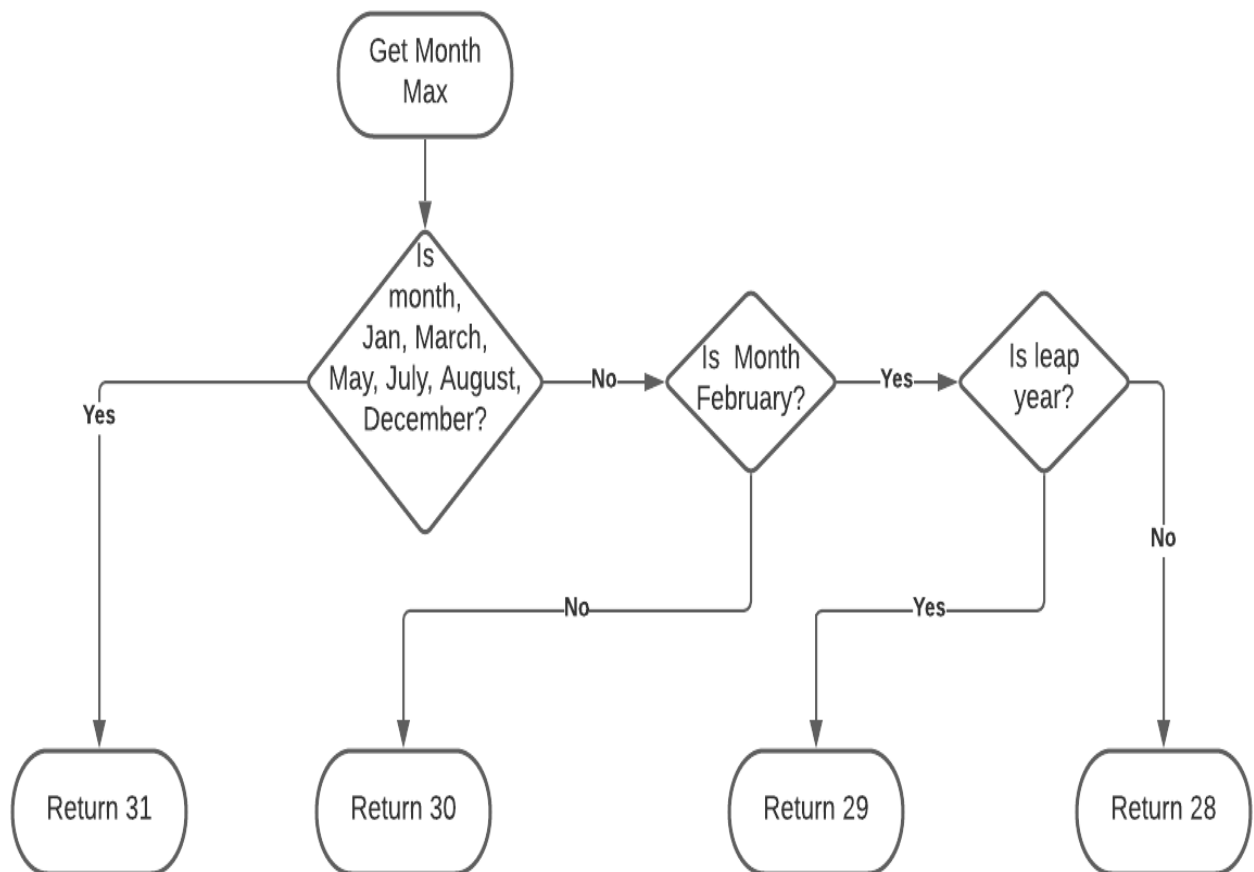 Get Month
Max
Is
month,
Jan, March,
May, July, August,
December?
Yes
No
Is Month
February?
Yes
Is leap
year?
No
No
Yes
Return 31
Return 30
Return 29
Return 28